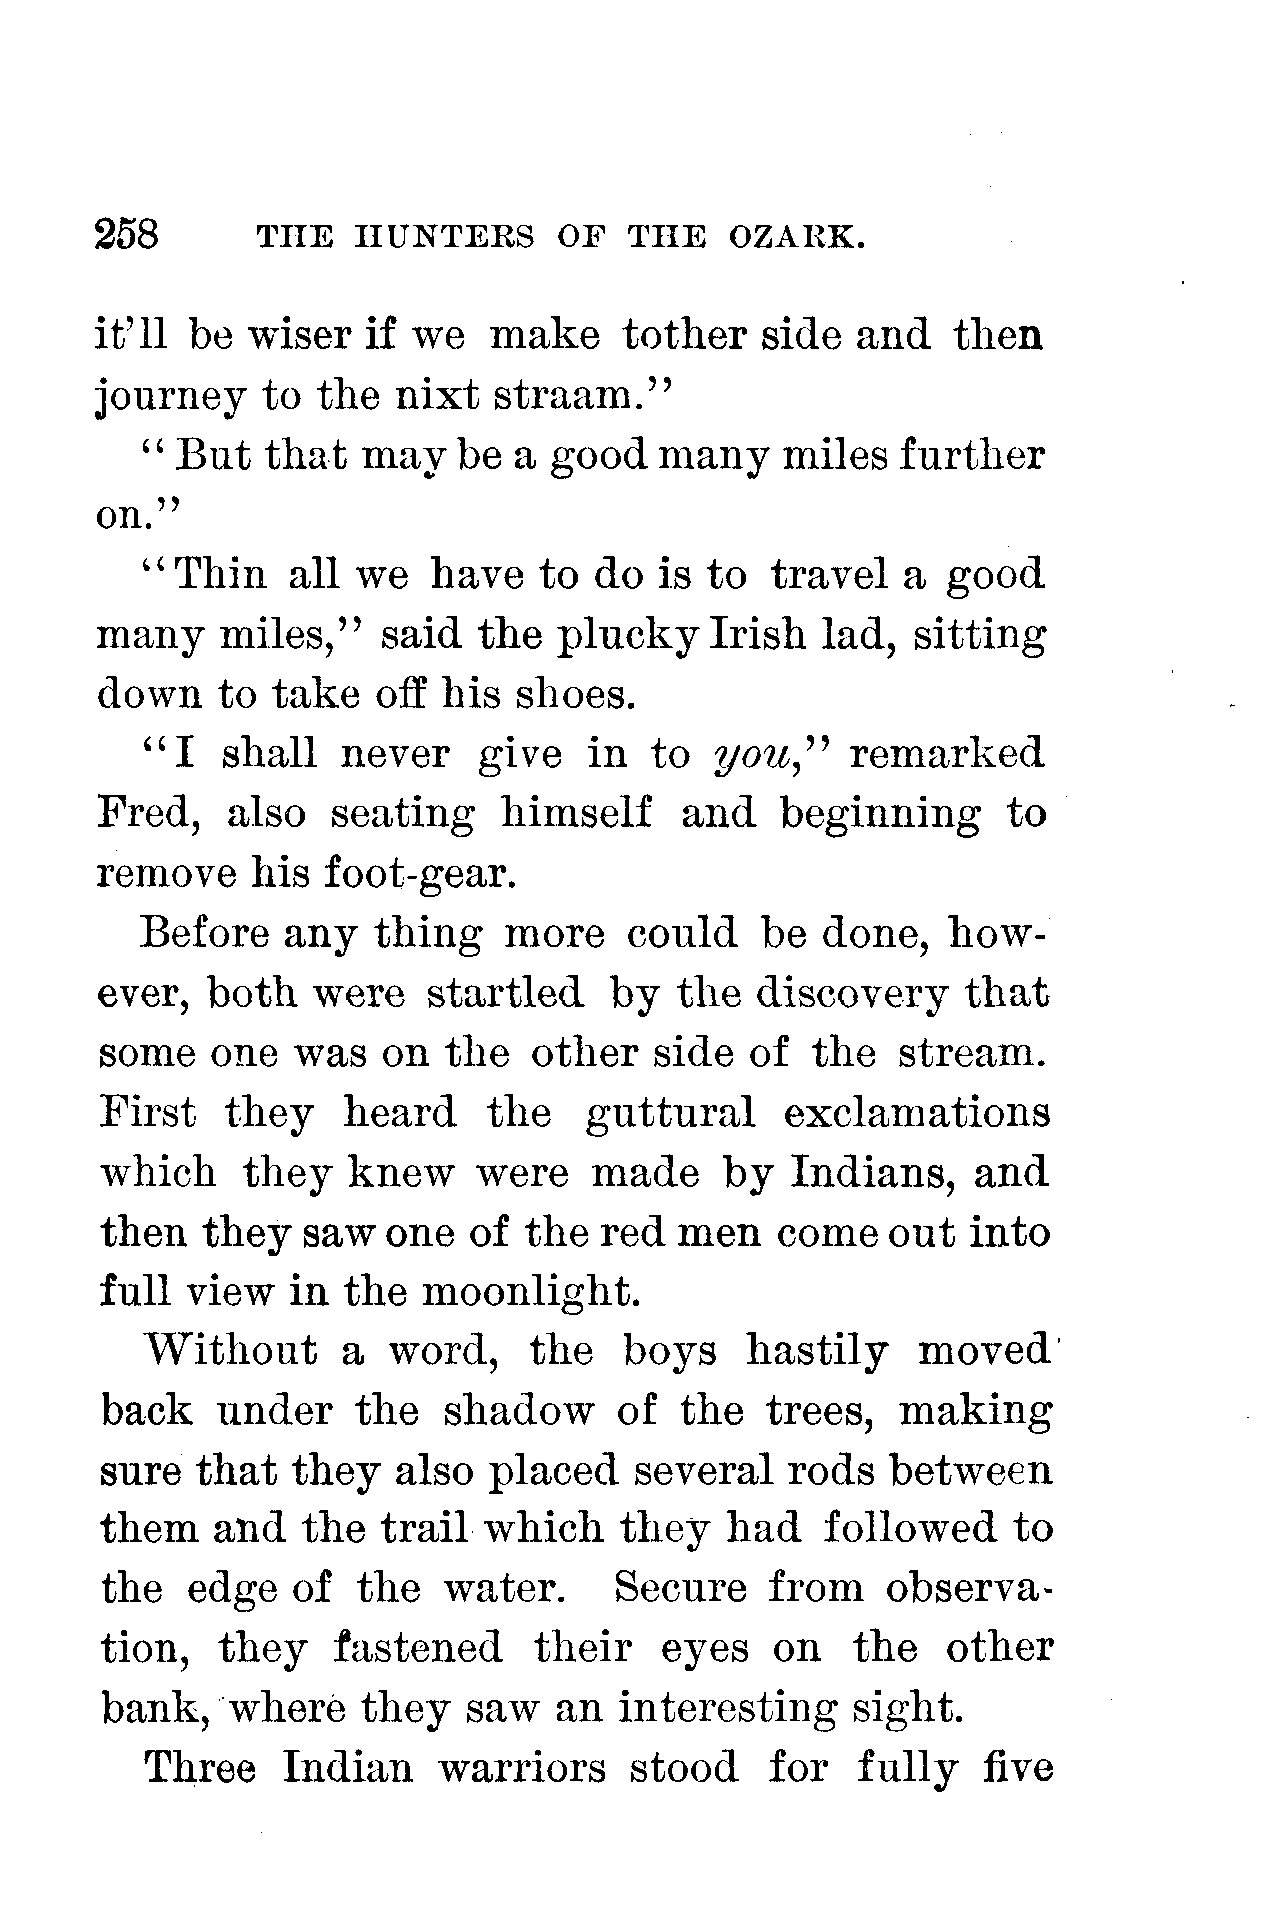 258 THE HUNTERS OF THE OZARK.
it'll be wiser if we make tother side and then
journey to the nixt straam."
"But that may be a good many miles further
on."
"Thin all we have to do is to travel a good
many miles," said the plucky Irish lad, sitting
down to take off his shoes.
"I shall never give in to you," remarked
Fred, also seating himself and beginning to
remove his foot-gear.
Before any thing more could be done, how-
ever, both were startled by the discovery that
some one was on the other side of the stream.
First they heard the guttural exclamations
which they knew were made by Indians, and
then they saw one of the red men come out into
full view in the moonlight.
Without a word, the boys hastily moved
back under the shadow of the trees, making
sure that they also placed several rods between
them and the trail which they had followed to
the edge of the water. Secure from observa-
tion, they fastened their eyes on the other
bank, where they saw an interesting sight.
Three Indian warriors stood for fully five